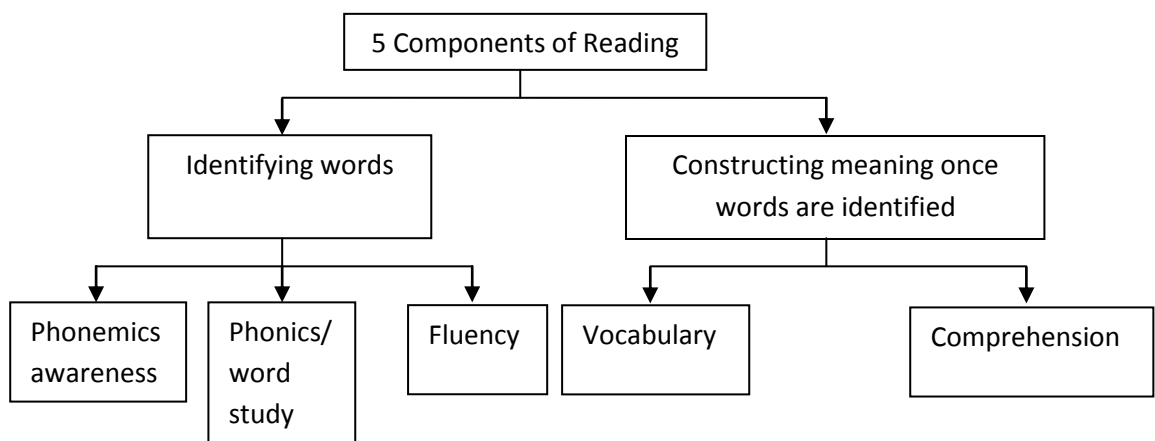 5 Components of Reading
Identifying words
Constructing meaning once
words are identified
Phonemics
awareness
Phonics/
word
study
Fluency
Vocabulary
Comprehension